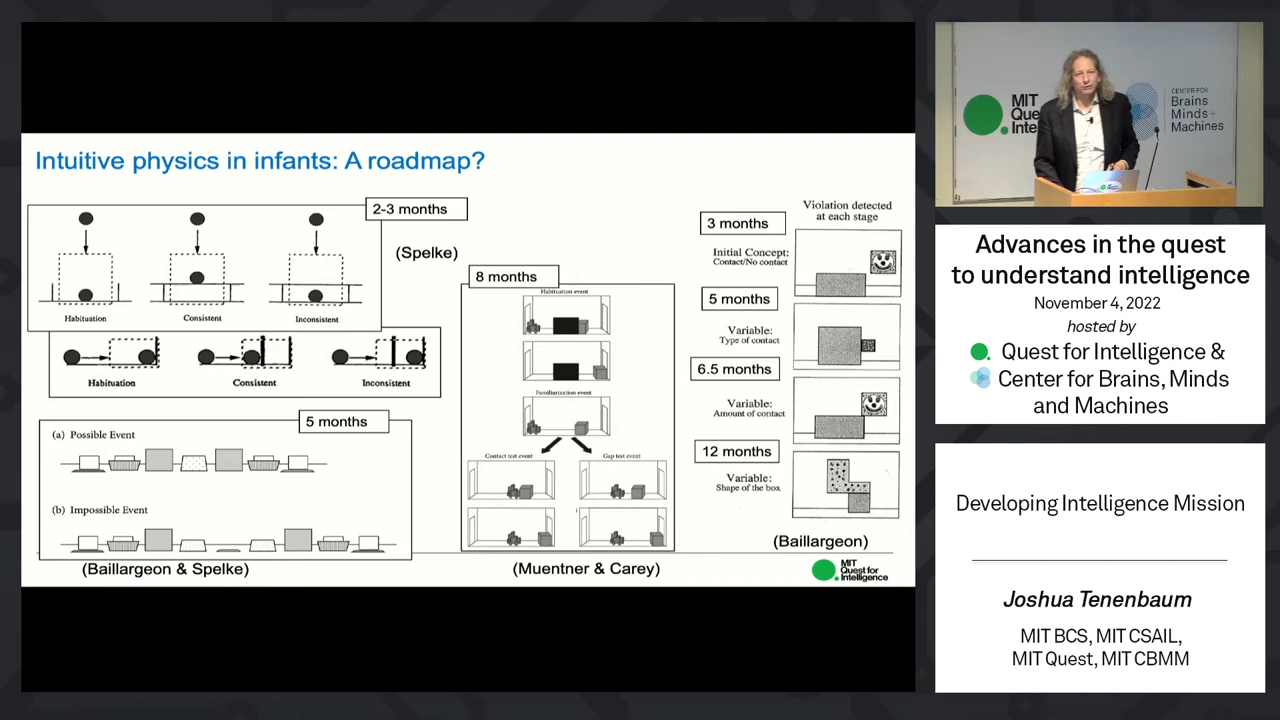 Intuitive physics in infants: A roadmap?
2-3 months
(Spelke)
Habituation
Consistent
Inconsistent
Habituation
Consistent
Inconsistent
5 months
(a) Possible Event
(b) Impossible Event
(Baillargeon & Spelke)
8 months
Habituation event
Familiarization event
Contact test event
Gap test event
(Muentner & Carey)
Violation detected
at each stage
3 months
Initial Concept:
Contact/No contact
5 months
Variable:
Type of contact
6.5 months
Variable:
Amount of contact
12 months
Variable:
Shape of the box
(Baillargeon)
MIT
Quest for
Intelligence
MIT
Que
Inte
CENTER FOR
Brains
Minds+
Machines
Advances in the quest
to understand intelligence
November 4, 2022
hosted by
Quest for Intelligence &
Center for Brains, Minds
and Machines
Developing Intelligence Mission
Joshua Tenenbaum
MIT BCS, MIT CSAIL,
MIT Quest, MIT CBMM